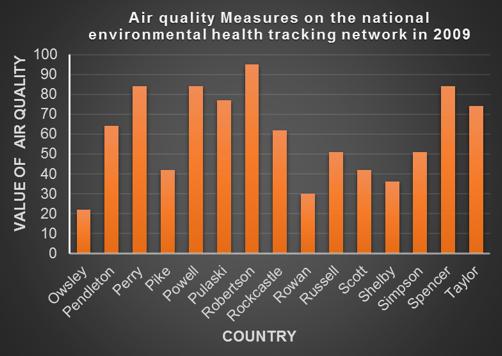 Air quality Measures on the national
environmental health tracking network in 2009
VALUE OF AIR QUALITY
100
90
80
70
60
50
40
30
20
10
0
Owsley
Pendleton
Perry
Pike
Powell
Pulaski
Robertson
Rockcastle
Rowan
Russell
Scott
Shelby
Simpson
Spencer
Taylor
COUNTRY